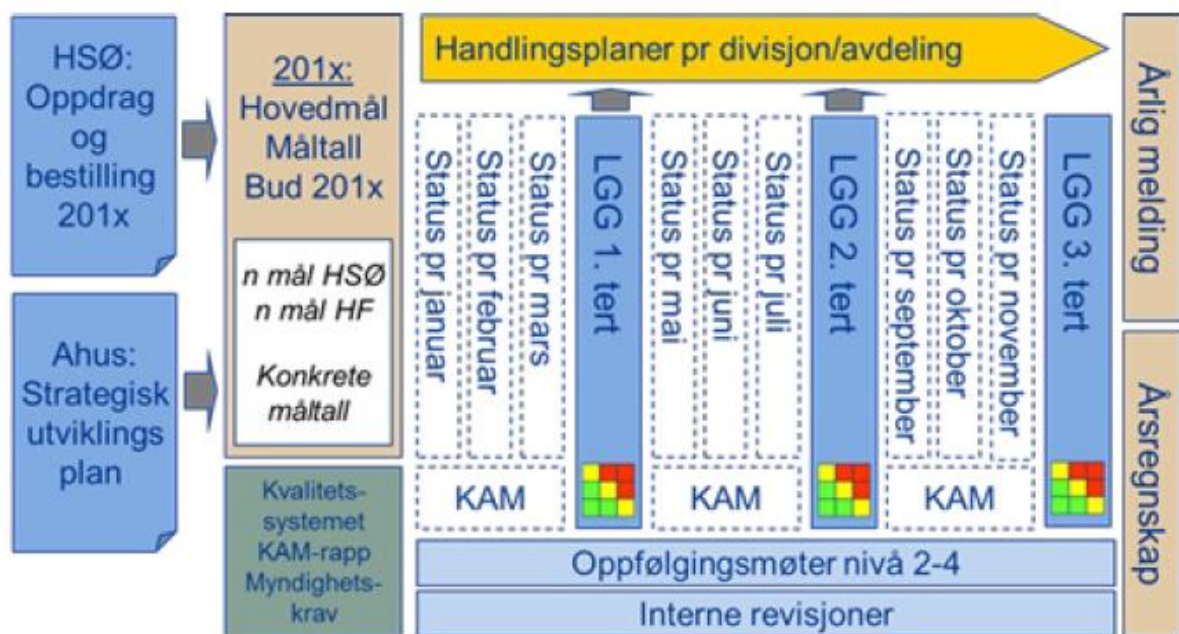 HSØ:
Oppdrag
og
bestilling
201x
Ahus:
Strategisk
utviklings
plan
201x:
Hovedmål
Måltall
Bud 201x
n mål HSØ
n mål HF
Konkrete
måltall
Kvalitets-
systemet
KAM-rapp
Myndighets-
krav
Handlingsplaner pr divisjon/avdeling
Status pr januar
Status pr februar
Status pr mars
KAM
LGG 1. tert
Status pr mai
Status pr juni
Status pr juli
KAM
LGG 2. tert
Status pr september
Status pr oktober
Status pr november
KAM
LGG 3. tert
Oppfølgingsmøter nivå 2-4
Interne revisjoner
Årlig melding
Årsregnskap